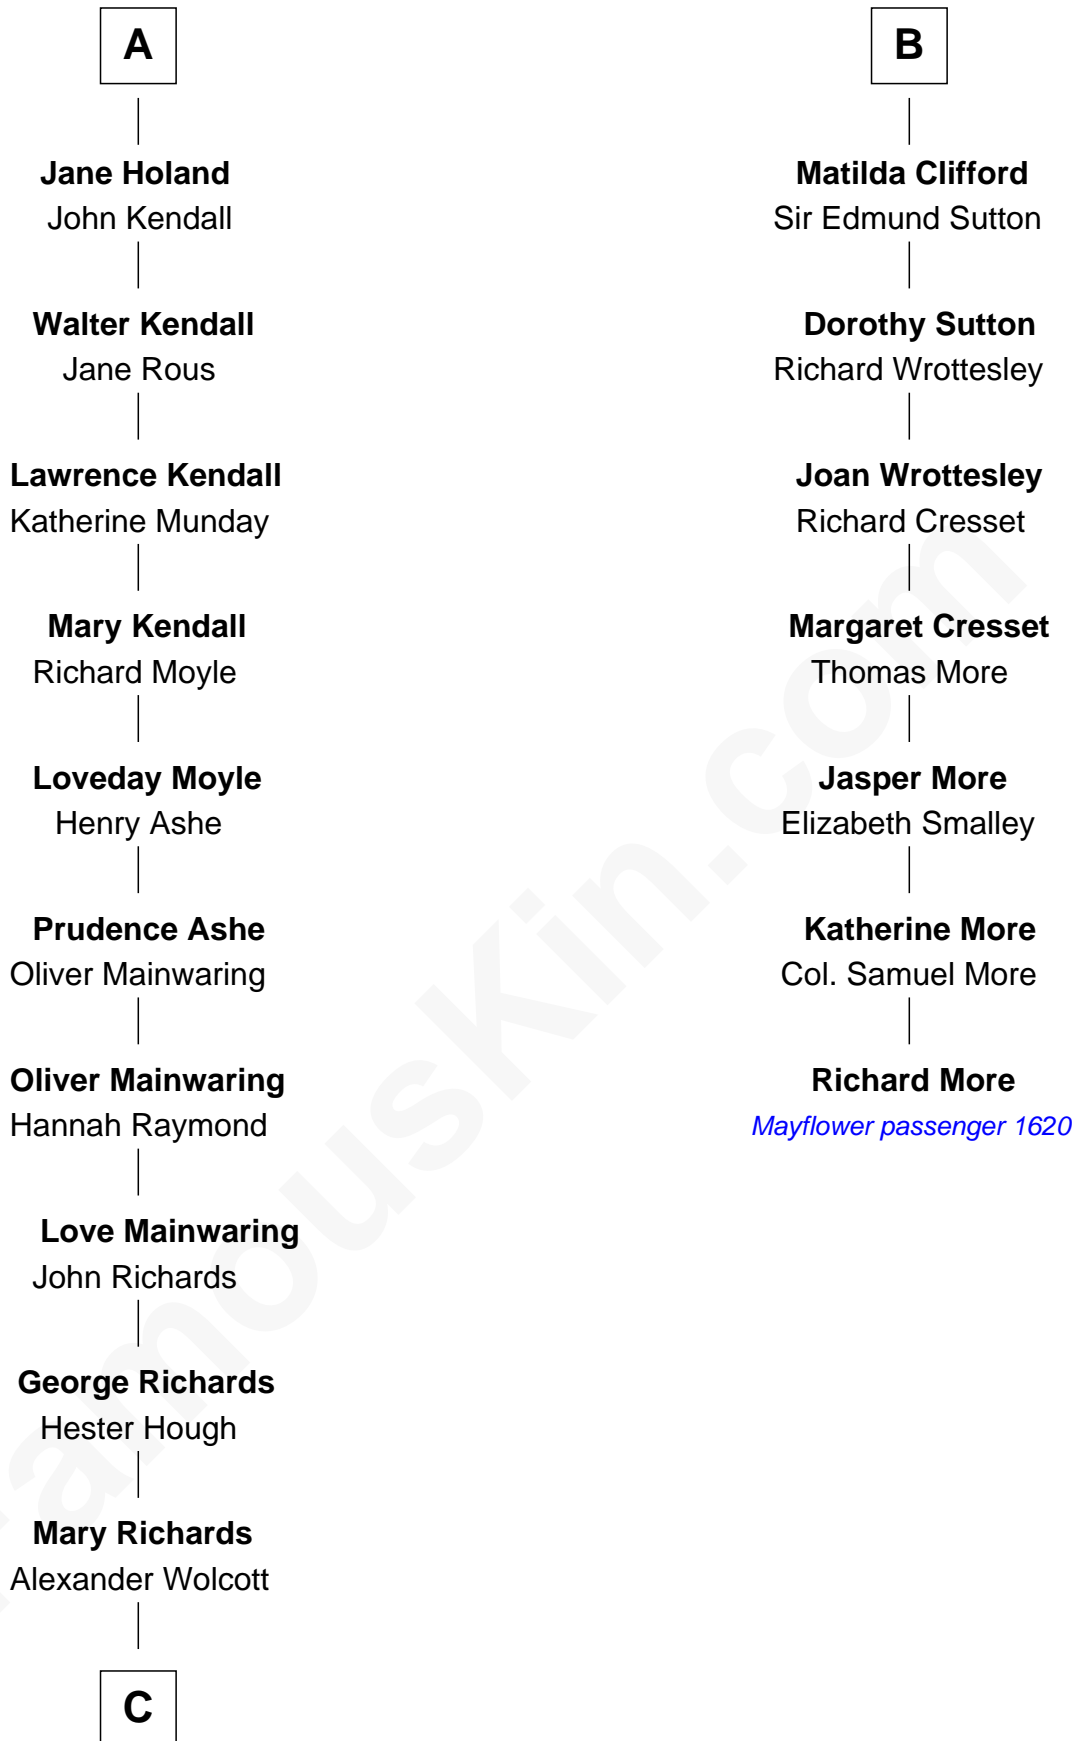 A
Jane Holand
John Kendall
Walter Kendall
Jane Rous
Lawrence Kendall
Katherine Munday
Mary Kendall
Richard Moyle
Loveday Moyle
Henry Ashe
Prudence Ashe
Oliver Mainwaring
Oliver Mainwaring
Hannah Raymond
Love Mainwaring
John Richards
George Richards
Hester Hough
Mary Richards
Alexander Wolcott
C
B
Matilda Clifford
Sir Edmund Sutton
Dorothy Sutton
Richard Wrottesley
Joan Wrottesley
Richard Cresset
Margaret Cresset
Thomas More
Jasper More
Elizabeth Smalley
Katherine More
Col. Samuel More
Richard More
Mayflower passenger 1620
FamousKin.com